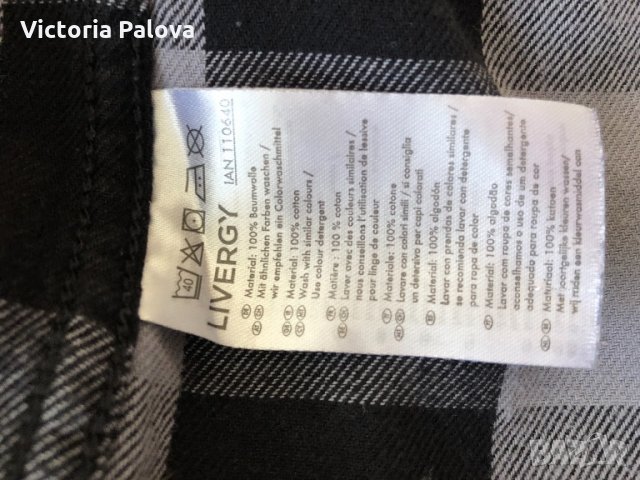 Victoria Palova
40
LIVERGY IAN 110640
Material: 100% Baumwolle
Mit ähnlichen Farben waschen /
wir empfehlen ein Colorwaschmittel
Material: 100% cotton
Wash with similar colours /
Use colour detergent
Matière: 100 % coton
Laver avec des couleurs similaires /
nous conseillons l'utilisation de lessive
pour linge de couleur
Materiale: 100% cotone
Lavare con colori simili / si consiglia
un detersivo per capi colorati
Material: 100% algodón
Lavar con prendas de colores similares /
se recomienda lavar con detergente
para ropa de color
Material: 100% algodão
Lavar com roupa de cores semelhantes/
aconselhamos o uso de um detergente
adequado para roupa de cor
Materiaal: 100% katoen
Met soortgelijke kleuren wassen/
wij raden een kleurwasmiddel aan
BAZAR